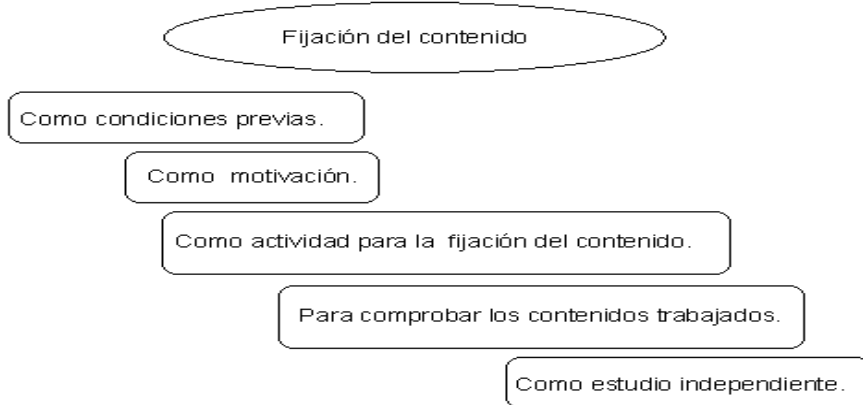 Fijación del contenido
Como condiciones previas.
Como motivación.
Como actividad para la fijación del contenido.
Para comprobar los contenidos trabajados.
Como estudio independiente.